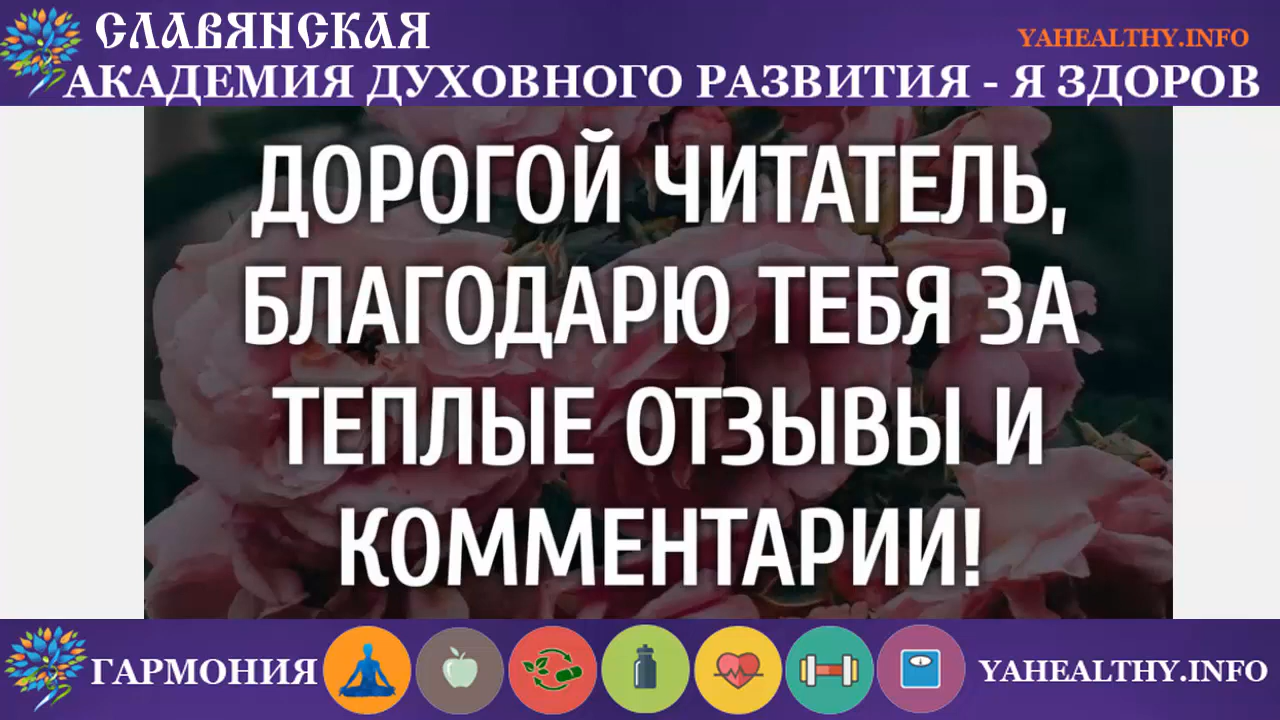 СЛАВЯНСКАЯ
YAHEALTHY.INFO
АКАДЕМИЯ ДУХОВНОГО РАЗВИТИЯ - Я ЗДОРОВ
ДОРОГОЙ ЧИТАТЕЛЬ,
БЛАГОДАРЮ ТЕБЯ ЗА
ТЕПЛЫЕ ОТЗЫВЫ И
КОММЕНТАРИИ!
ГАРМОНИЯ
YAHEALTHY.INFO